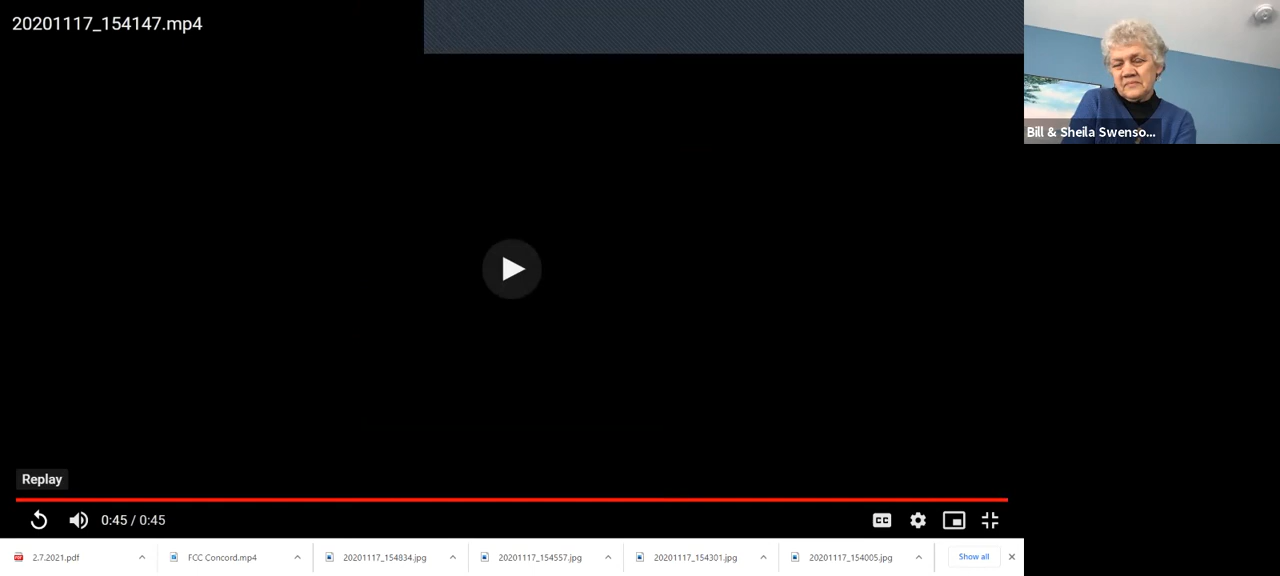 20201117_154147.mp4
Bill & Sheila Swenso...
Replay
0:45 / 0:45
CC
2.7.2021.pdf
FCC Concord.mp4
20201117_154834.jpg
20201117_154557.jpg
20201117_154301.jpg
20201117_154005.jpg
Show all